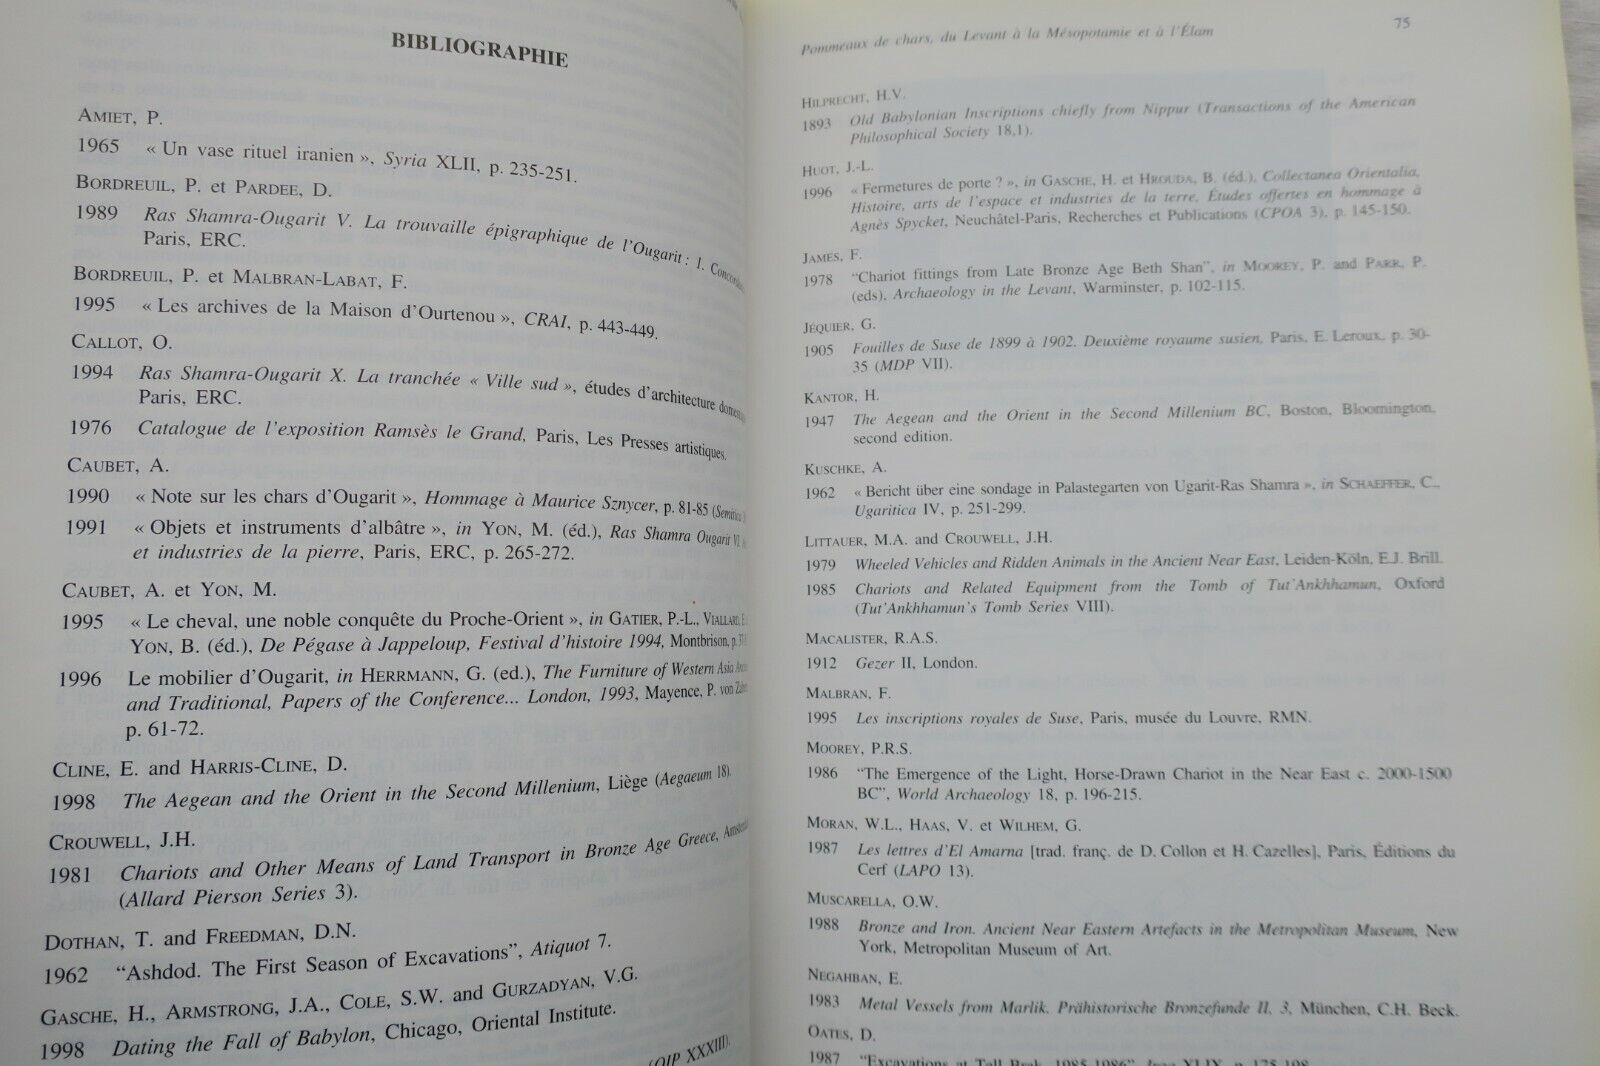 BIBLIOGRAPHIE
AMIET, P.
1965 « Un vase rituel iranien », Syria XLII, p. 235-251.
BORDREUIL, P. et PARDEE, D.
1989 Ras Shamra-Ougarit V. La trouvaille épigraphique de l'Ougarit : 1. 
Paris, ERC.
BORDREUIL, P. et MALBRAN-LABAT, F.
1995 « Les archives de la Maison d'Ourtenou », CRAI, p. 443-449.
CALLOT, O.
1994 Ras Shamra-Ougarit X. La tranchée « Ville sud », études d'architecture
Paris, ERC.
1976 Catalogue de l'exposition Ramsès le Grand, Paris, Les Presses artistiques.
CAUBET, A.
1990 « Note sur les chars d'Ougarit », Hommage à Maurice Sznycer, p. 81-85
1991 « Objets et instruments d'albâtre », in YON, M. (éd.), Ras Shamra Ougarit VI,
et industries de la pierre, Paris, ERC, p. 265-272.
CAUBET, A. et YON, M.
1995 « Le cheval, une noble conquête du Proche-Orient », in GATIER, P.-L., VIALLARD,
YON, B. (éd.), De Pégase à Jappeloup, Festival d'histoire 1994, Montbrison,
1996 Le mobilier d'Ougarit, in HERRMANN, G. (ed.), The Furniture of Western Asia
and Traditional, Papers of the Conference... London, 1993, Mayence, P. von
p. 61-72.
CLINE, E. and HARRIS-CLINE, D.
1998 The Aegean and the Orient in the Second Millenium, Liège (Aegaeum 18).
CROUWELL, J.H.
1981 Chariots and Other Means of Land Transport in Bronze Age Greece,
(Allard Pierson Series 3).
DOTHAN, T. and FREEDMAN, D.N.
1962 “Ashdod. The First Season of Excavations”, Atiquot 7.
GASCHE, H., ARMSTRONG, J.A., COLE, S.W. and GURZADYAN, V.G.
1998 Dating the Fall of Babylon, Chicago, Oriental Institute.
(OIP XXXIII).
Pommeaux de chars, du Levant à la Mésopotamie et à l'Élam 75
HILPRECHT, H.V.
1893 Old Babylonian Inscriptions chiefly from Nippur (Transactions of the American
Philosophical Society 18,1).
HUOT, J.-L.
1996 « Fermetures de porte ? », in GASCHE, H. et HROUDA, B. (éd.), Collectanea Orientalia,
Histoire, arts de l'espace et industries de la terre, Études offertes en hommage à
Agnès Spycket, Neuchâtel-Paris, Recherches et Publications (CPOA 3), p. 145-150.
JAMES, F.
1978 “Chariot fittings from Late Bronze Age Beth Shan”, in MOOREY, P. and PARR, P.
(eds), Archaeology in the Levant, Warminster, p. 102-115.
JÉQUIER, G.
1905 Fouilles de Suse de 1899 à 1902. Deuxième royaume susien, Paris, E. Leroux, p. 30-
35 (MDP VII).
KANTOR, H.
1947 The Aegean and the Orient in the Second Millenium BC, Boston, Bloomington,
second edition.
KUSCHKE, A.
1962 « Bericht über eine sondage in Palastegarten von Ugarit-Ras Shamra », in SCHAEFFER, C.,
Ugaritica IV, p. 251-299.
LITTAUER, M.A. and CROUWELL, J.H.
1979 Wheeled Vehicles and Ridden Animals in the Ancient Near East, Leiden-Köln, E.J. Brill.
1985 Chariots and Related Equipment from the Tomb of Tut'Ankhhamun, Oxford
(Tut'Ankhhamun's Tomb Series VIII).
MACALISTER, R.A.S.
1912 Gezer II, London.
MALBRAN, F.
1995 Les inscriptions royales de Suse, Paris, musée du Louvre, RMN.
MOOREY, P.R.S.
1986 “The Emergence of the Light, Horse-Drawn Chariot in the Near East c. 2000-1500
BC”, World Archaeology 18, p. 196-215.
MORAN, W.L., HAAS, V. et WILHEM, G.
1987 Les lettres d'El Amarna [trad. franç. de D. Collon et H. Cazelles], Paris, Éditions du
Cerf (LAPO 13).
MUSCARELLA, O.W.
1988 Bronze and Iron. Ancient Near Eastern Artefacts in the Metropolitan Museum, New
York, Metropolitan Museum of Art.
NEGAHBAN, E.
1983 Metal Vessels from Marlik. Prähistorische Bronzefunde II, 3, München, C.H. Beck.
OATES, D.
1987 “Excavations at Tell Brak, 1985-1986”, Iraq XLIX, p. 175-198.